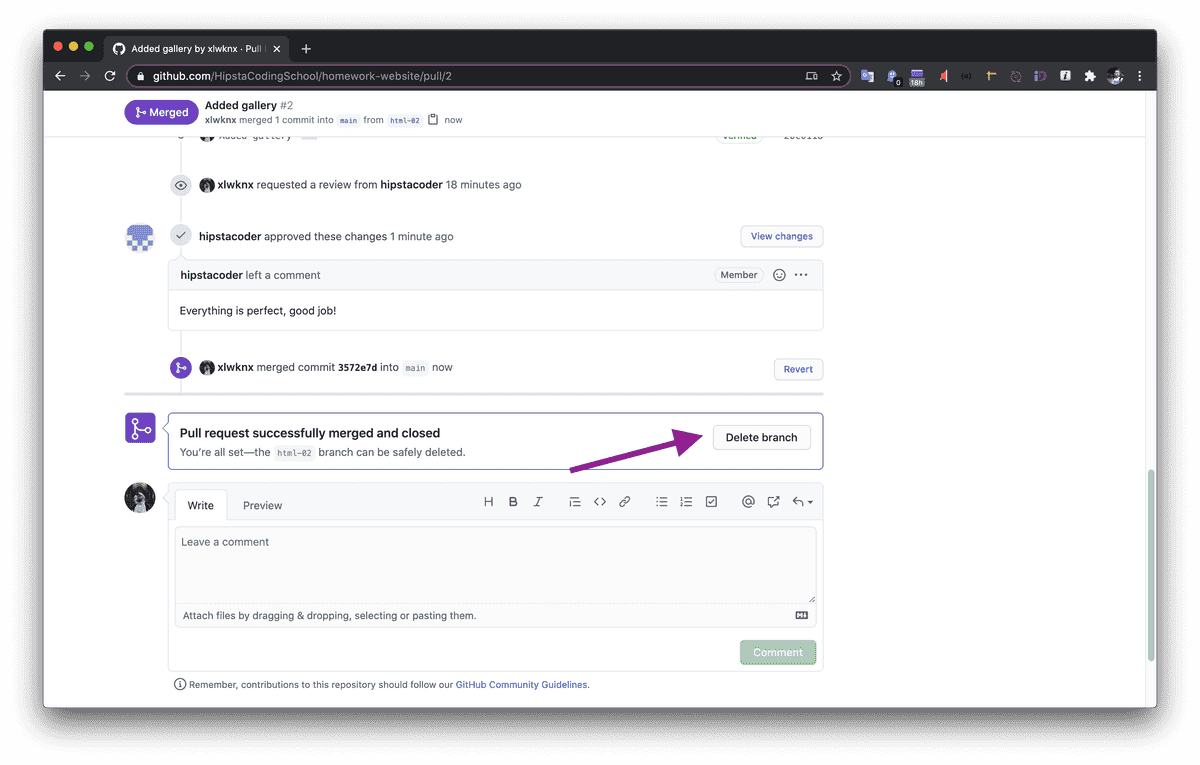 Added gallery by xlwknx · Pull
github.com/HipstaCodingSchool/homework-website/pull/2
0
18h
Merged
Added gallery #2
xlwknx merged 1 commit into main from html-02 now
Added gallery
Verified
xlwknx requested a review from hipstacoder 18 minutes ago
hipstacoder approved these changes 1 minute ago
View changes
hipstacoder left a comment
Member
Everything is perfect, good job!
xlwknx merged commit 3572e7d into main now
Revert
Pull request successfully merged and closed
You're all set—the html-02 branch can be safely deleted.
Delete branch
Write
Preview
Leave a comment
Attach files by dragging & dropping, selecting or pasting them.
Comment
Remember, contributions to this repository should follow our GitHub Community Guidelines.